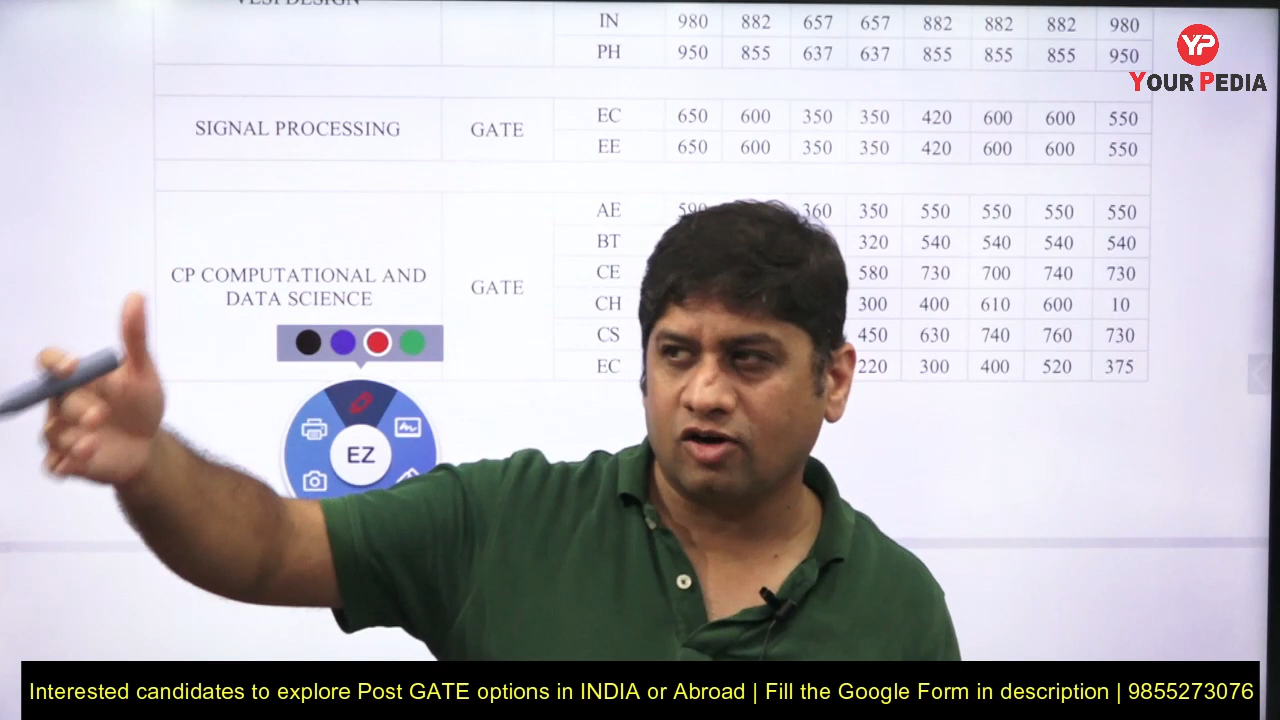 VLSI DESIGN
IN 980 882 657 657 882 882 882 980
PH 950 855 637 637 855 855 855 950
YP
YOUR PEDIA
SIGNAL PROCESSING GATE
EC 650 600 350 350 420 600 600 550
EE 650 600 350 350 420 600 600 550
CP COMPUTATIONAL AND
DATA SCIENCE
GATE
AE 590 360 350 550 550 550 550
BT 320 540 540 540 540
CE 580 730 700 740 730
CH 300 400 610 600 10
CS 450 630 740 760 730
EC 220 300 400 520 375
EZ
Interested candidates to explore Post GATE options in INDIA or Abroad | Fill the Google Form in description | 9855273076